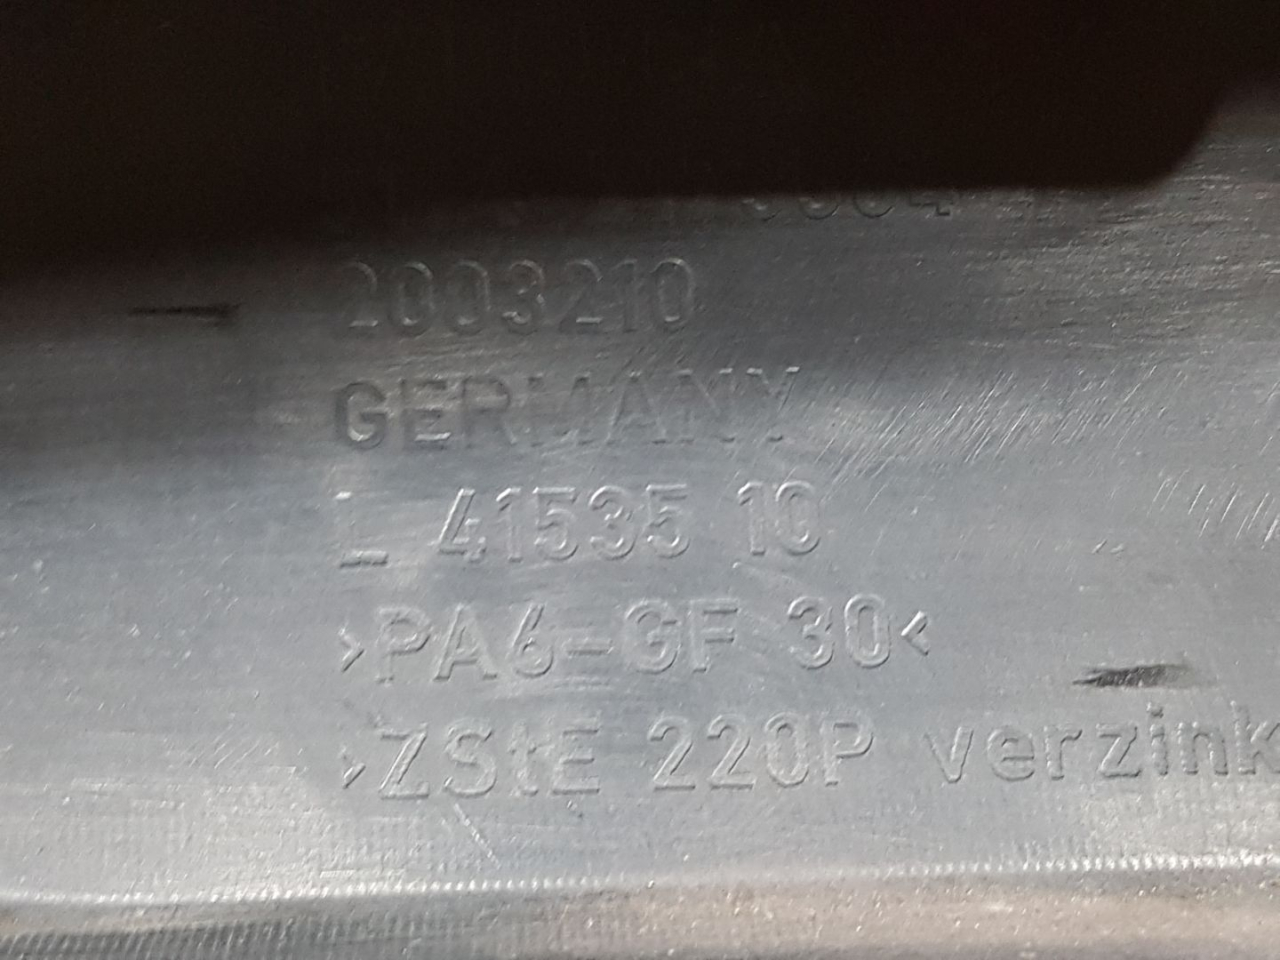 2003210
GERMANY
L 41535 10
>PA6-GF 30<
>ZStE 220P verzink